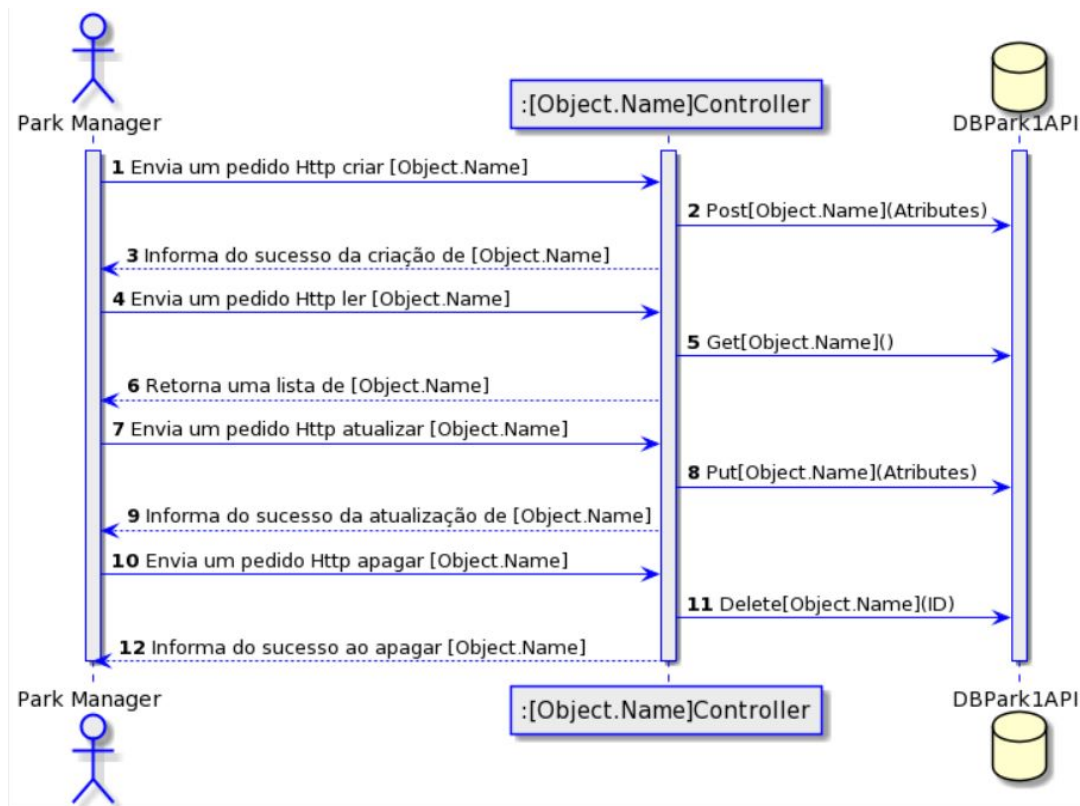 Park Manager
:[Object.Name]Controller
DBPark1API
1 Envia um pedido Http criar [Object.Name]
2 Post[Object.Name](Atributes)
3 Informa do sucesso da criação de [Object.Name]
4 Envia um pedido Http ler [Object.Name]
5 Get[Object.Name]()
6 Retorna uma lista de [Object.Name]
7 Envia um pedido Http atualizar [Object.Name]
8 Put[Object.Name](Atributes)
9 Informa do sucesso da atualização de [Object.Name]
10 Envia um pedido Http apagar [Object.Name]
11 Delete[Object.Name](ID)
12 Informa do sucesso ao apagar [Object.Name]
Park Manager
:[Object.Name]Controller
DBPark1API